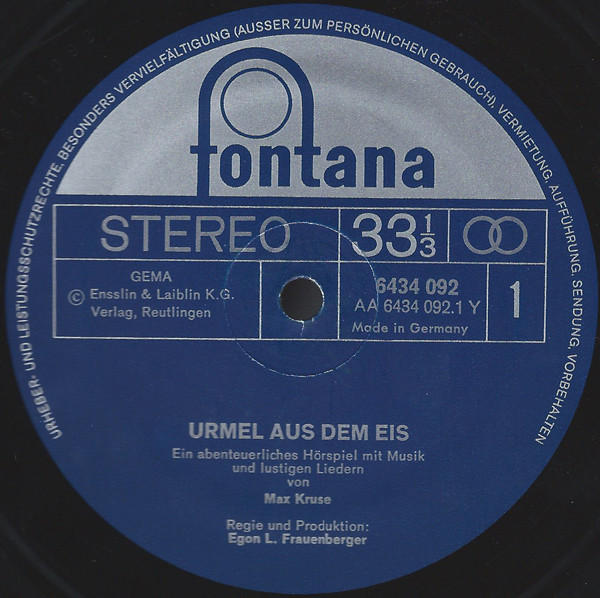 URHEBER- UND LEISTUNGSSCHUTZRECHTE, BESONDERS VERVIELFÄLTIGUNG (AUSSER ZUM PERSÖNLICHEN GEBRAUCH), VERMIETUNG, AUFFÜHRUNG, SENDUNG, VORBEHALTEN
fontana
STEREO
33 1/3
GEMA
© Ensslin & Laiblin K.G.
Verlag, Reutlingen
6434 092
AA 6434 092.1 Y
Made in Germany
1
URMEL AUS DEM EIS
Ein abenteuerliches Hörspiel mit Musik
und lustigen Liedern
von
Max Kruse
Regie und Produktion:
Egon L. Frauenberger